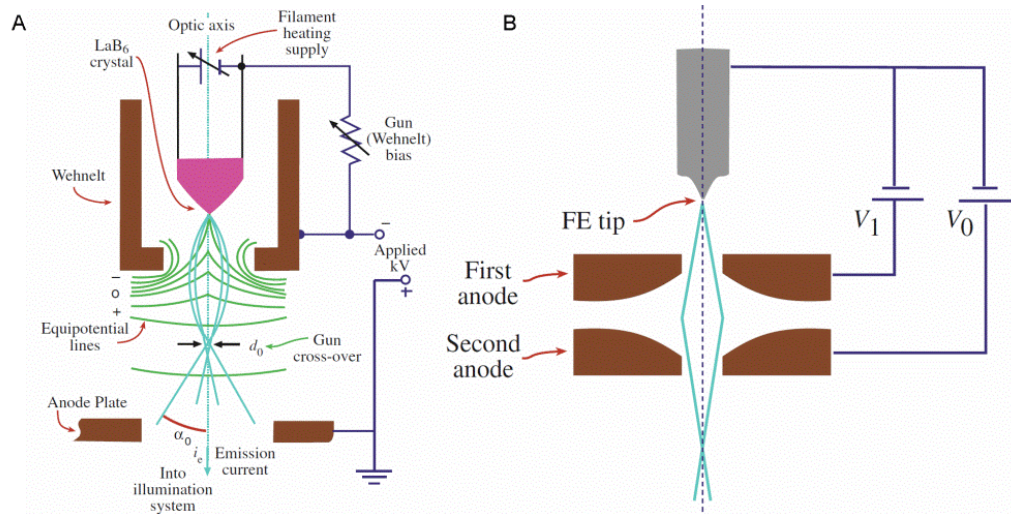 A
Optic axis
Filament
heating
supply
LaB₆
crystal
Gun
(Wehnelt)
bias
Wehnelt
−
Applied
kV
+
−
o
+
Equipotential
lines
d₀
Gun
cross-over
Anode Plate
α₀
iₑ
Emission
current
Into
illumination
system
B
FE tip
V₁
V₀
First
anode
Second
anode